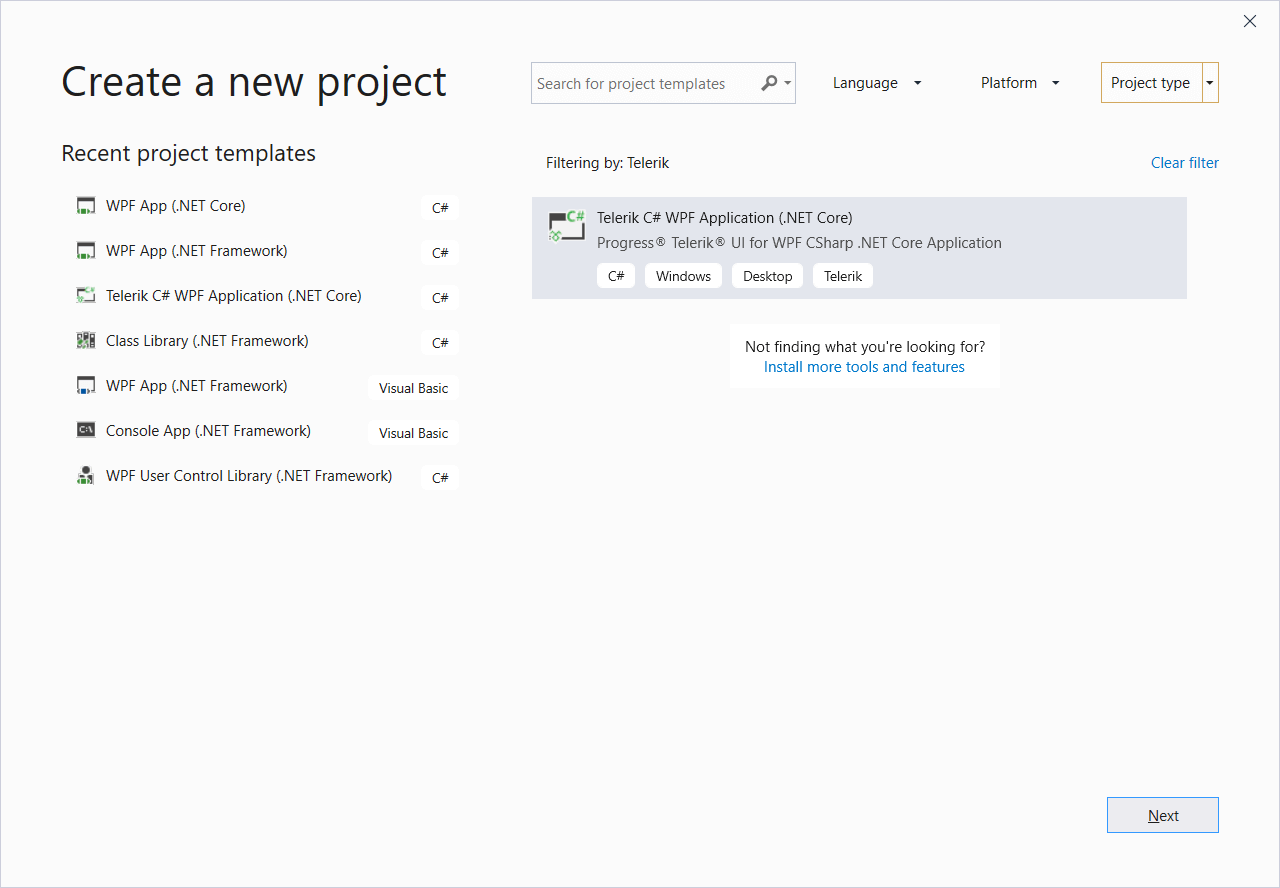 Create a new project
Search for project templates
Language
Platform
Project type
Recent project templates
WPF App (.NET Core)
C#
WPF App (.NET Framework)
C#
Telerik C# WPF Application (.NET Core)
C#
Class Library (.NET Framework)
C#
WPF App (.NET Framework)
Visual Basic
Console App (.NET Framework)
Visual Basic
WPF User Control Library (.NET Framework)
C#
Filtering by: Telerik
Clear filter
C#
Telerik C# WPF Application (.NET Core)
Progress® Telerik® UI for WPF CSharp .NET Core Application
C# Windows Desktop Telerik
Not finding what you're looking for?
Install more tools and features
Next